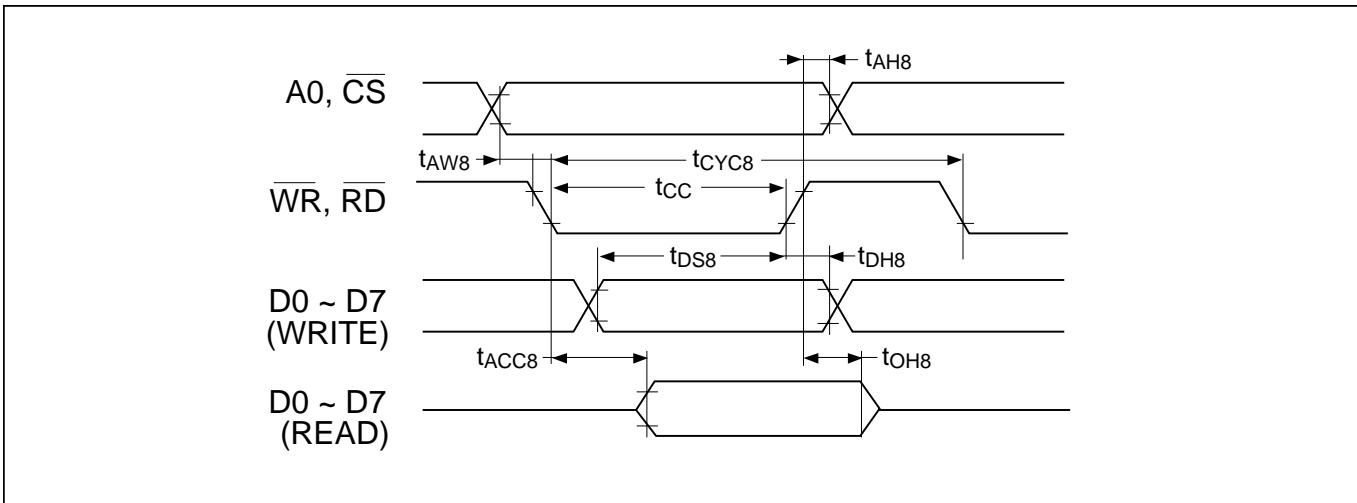 tAH8
A0, CS
tAW8
tCYC8
WR, RD
tCC
tDS8
tDH8
D0 ~ D7
(WRITE)
tACC8
tOH8
D0 ~ D7
(READ)